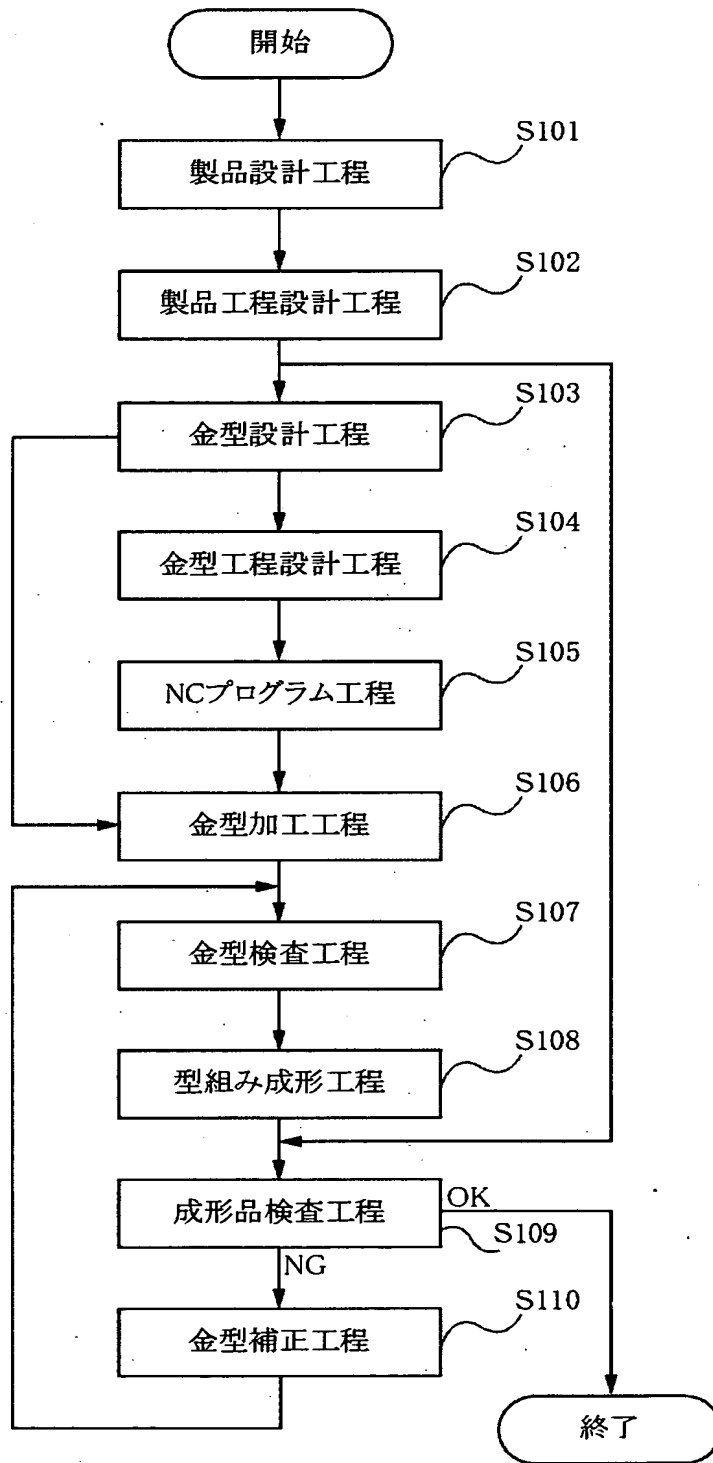 開始
S101
製品設計工程
S102
製品工程設計工程
S103
金型設計工程
S104
金型工程設計工程
S105
NCプログラム工程
S106
金型加工工程
S107
金型検査工程
S108
型組み成形工程
成形品検査工程
OK
S109
NG
S110
金型補正工程
終了